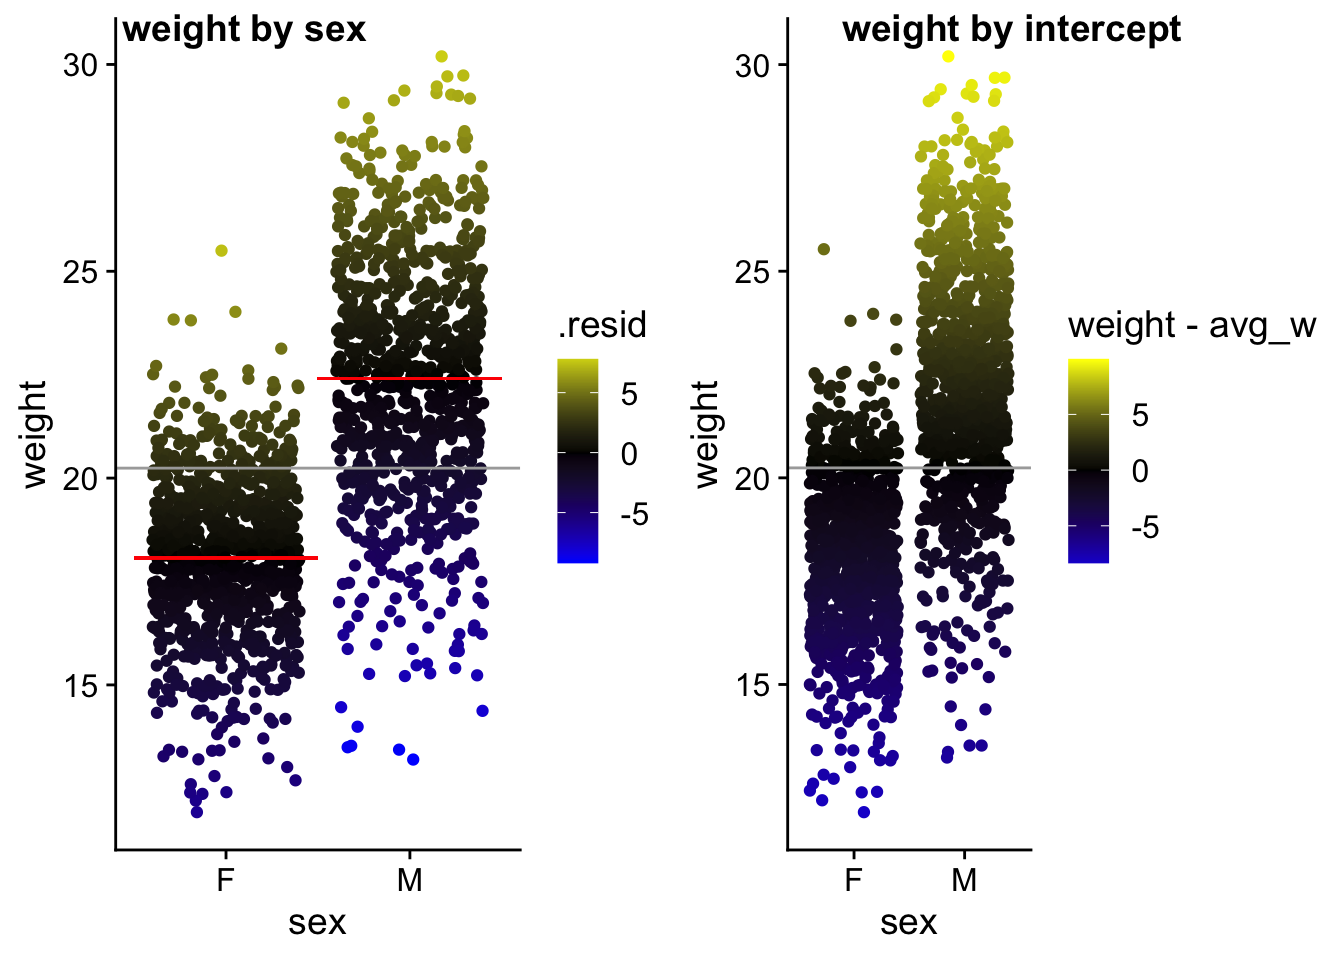 weight by sex
30
25
20
15
weight
F
M
sex
.resid
5
0
-5
weight by intercept
30
25
20
15
weight
F
M
sex
weight - avg_w
5
0
-5